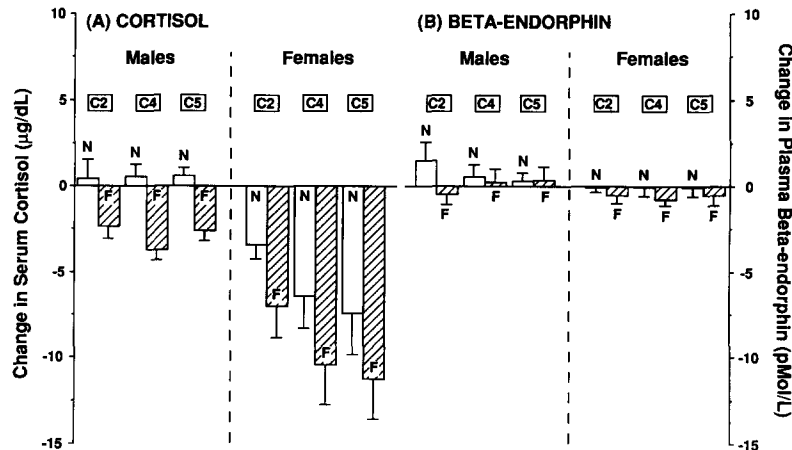 (A) CORTISOL
(B) BETA-ENDORPHIN
Males
Females
Males
Females
C2
C4
C5
C2
C4
C5
C2
C4
C5
C2
C4
C5
10
5
0
-5
-10
-15
10
5
0
-5
-10
-15
N
N
N
F
F
F
N
N
N
F
F
F
N
N
N
F
F
F
N
N
N
F
F
F
Change in Serum Cortisol (µg/dL)
Change in Plasma Beta-endorphin (pMol/L)